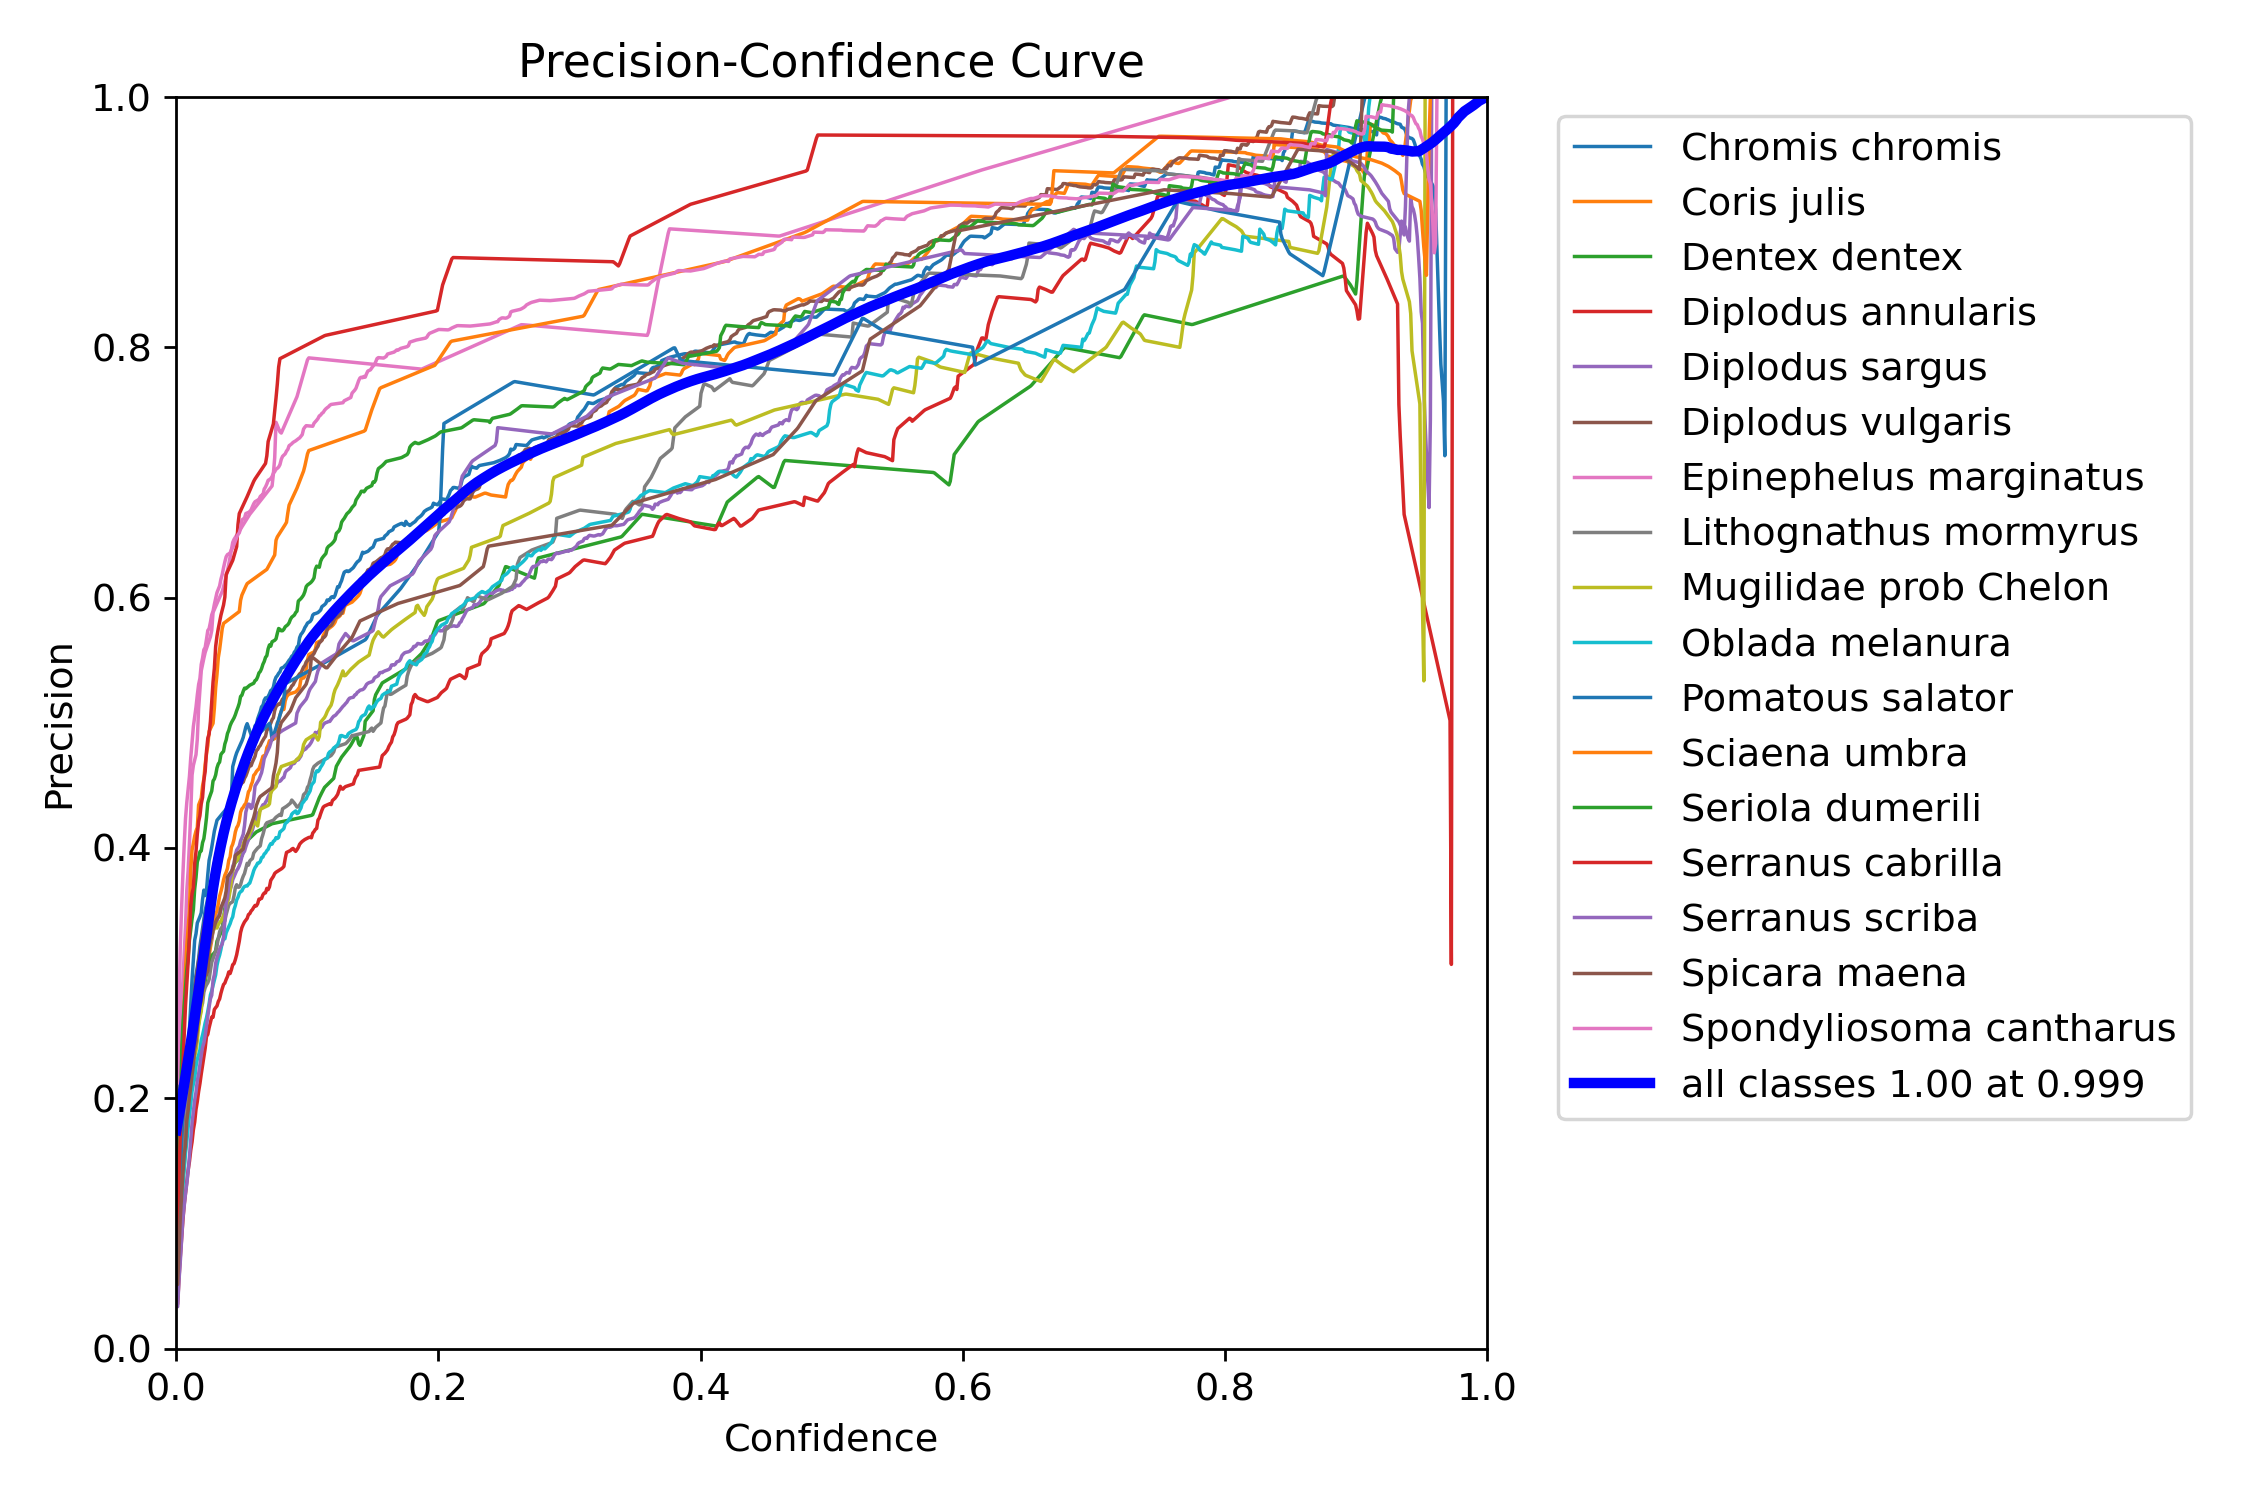 Precision-Confidence Curve
1.0
0.8
0.6
0.4
0.2
0.0
Precision
0.0 0.2 0.4 0.6 0.8 1.0
Confidence
Chromis chromis
Coris julis
Dentex dentex
Diplodus annularis
Diplodus sargus
Diplodus vulgaris
Epinephelus marginatus
Lithognathus mormyrus
Mugilidae prob Chelon
Oblada melanura
Pomatous salator
Sciaena umbra
Seriola dumerili
Serranus cabrilla
Serranus scriba
Spicara maena
Spondyliosoma cantharus
all classes 1.00 at 0.999